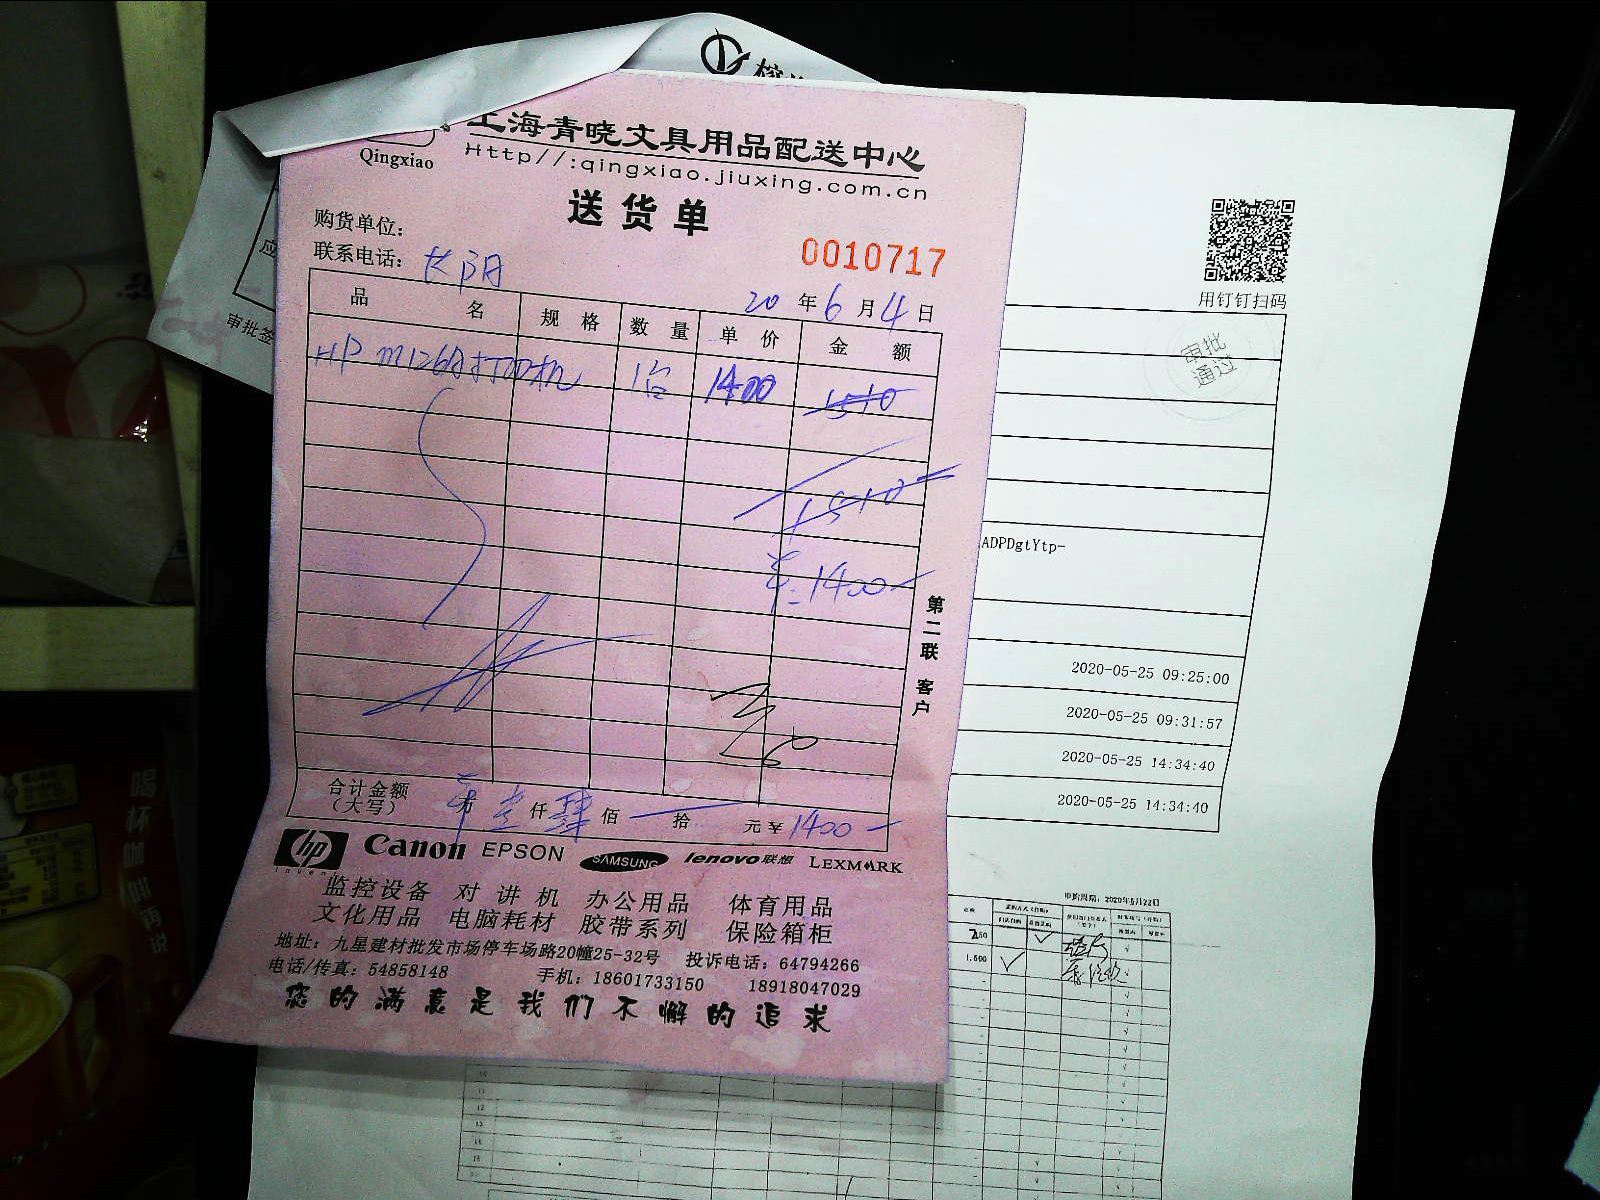 上海青晓文具用品配送中心
Qingxiao
Http//:qingxiao.jiuxing.com.cn
送货单
购货单位:
联系电话: 长阳
0010717
20 年 6 月 4 日
品 名 规 格 数 量 单 价 金 额
HP M126a打印机 1台 1400 1510
1510
¥:1400
第二联 客户
合计金额
(大写) 万 壹 仟 肆 佰 拾 元¥ 1400
hp
invent
Canon EPSON SAMSUNG lenovo联想 LEXMARK
监控设备 对讲机 办公用品 体育用品
文化用品 电脑耗材 胶带系列 保险箱柜
地址: 九星建材批发市场停车场路20幢25-32号 投诉电话: 64794266
电话/传真: 54858148 手机: 18601733150 18918047029
您的满意是我们不懈的追求
用钉钉扫码
审批
通过
ADPDgtYtp-
2020-05-25 09:25:00
2020-05-25 09:31:57
2020-05-25 14:34:40
2020-05-25 14:34:40
审批签
应
喝杯咖啡再说